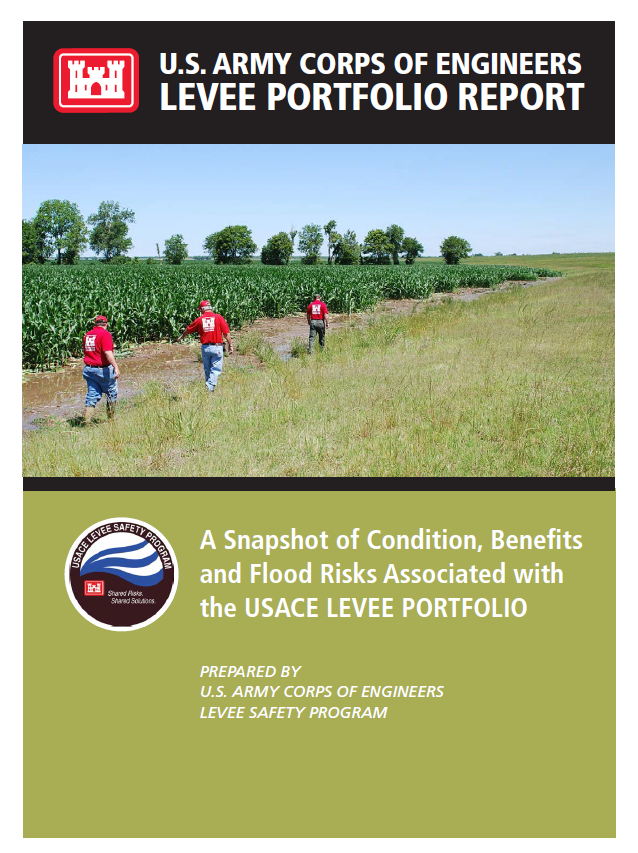 U.S. ARMY CORPS OF ENGINEERS
LEVEE PORTFOLIO REPORT
USACE LEVEE SAFETY PROGRAM
Shared Risks.
Shared Solutions.
A Snapshot of Condition, Benefits
and Flood Risks Associated with
the USACE LEVEE PORTFOLIO
PREPARED BY
U.S. ARMY CORPS OF ENGINEERS
LEVEE SAFETY PROGRAM